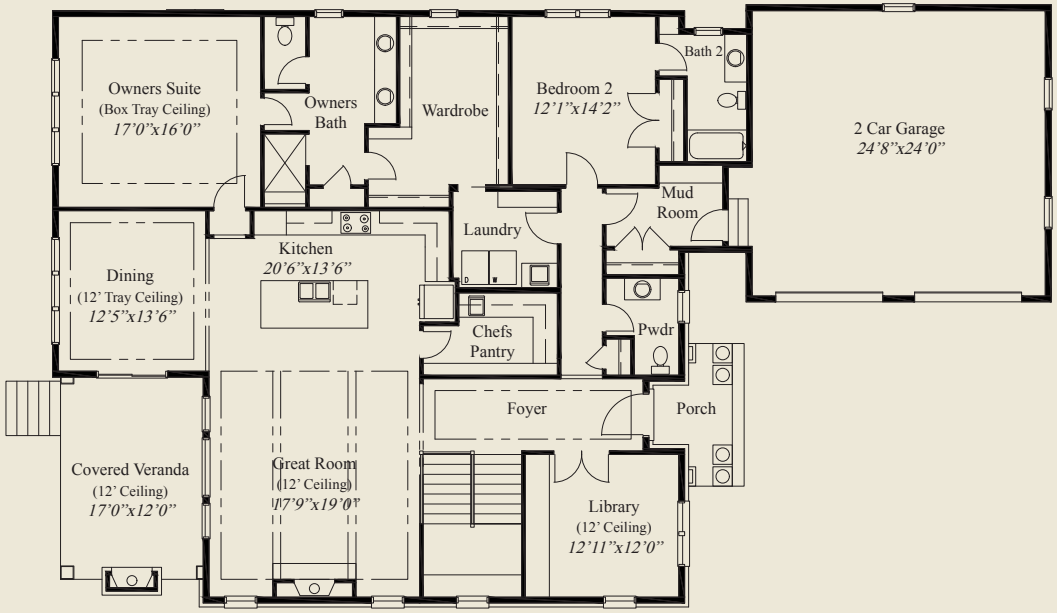 Owners Suite
(Box Tray Ceiling)
17’0”x16’0”
Owners
Bath
Wardrobe
Bedroom 2
12’1”x14’2”
Bath 2
2 Car Garage
24’8”x24’0”
Mud
Room
Laundry
D
W
Kitchen
20’6”x13’6”
Dining
(12’ Tray Ceiling)
12’5”x13’6”
Chefs
Pantry
Pwdr
Foyer
Porch
Covered Veranda
(12’ Ceiling)
17’0”x12’0”
Great Room
(12’ Ceiling)
17’9”x19’0”
Library
(12’ Ceiling)
12’11”x12’0”